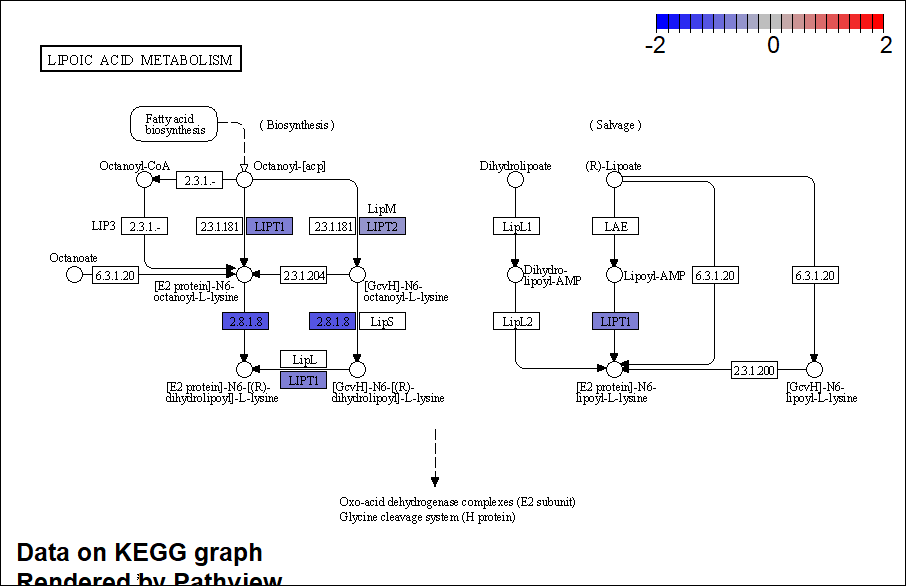 -2 0 2
LIPOIC ACID METABOLISM
Fatty acid
biosynthesis
( Biosynthesis )
( Salvage )
Octanoyl-CoA
Octanoyl-[acp]
Dihydrolipoate
(R)-Lipoate
2.3.1.-
LipM
LIP3
2.3.1.-
2.3.1.181
LIPT1
2.3.1.181
LIPT2
LipL1
LAE
Octanoate
6.3.1.20
2.3.1.204
Dihydro-
lipoyl-AMP
Lipoyl-AMP
6.3.1.20
6.3.1.20
[E2 protein]-N6-
octanoyl-L-lysine
[GcvH]-N6-
octanoyl-L-lysine
2.8.1.8
2.8.1.8
LipS
LipL2
LIPT1
LipL
LIPT1
2.3.1.200
[E2 protein]-N6-[(R)-
dihydrolipoyl]-L-lysine
[GcvH]-N6-[(R)-
dihydrolipoyl]-L-lysine
[E2 protein]-N6-
lipoyl-L-lysine
[GcvH]-N6-
lipoyl-L-lysine
Oxo-acid dehydrogenase complexes (E2 subunit)
Glycine cleavage system (H protein)
Data on KEGG graph
Rendered by Pathview